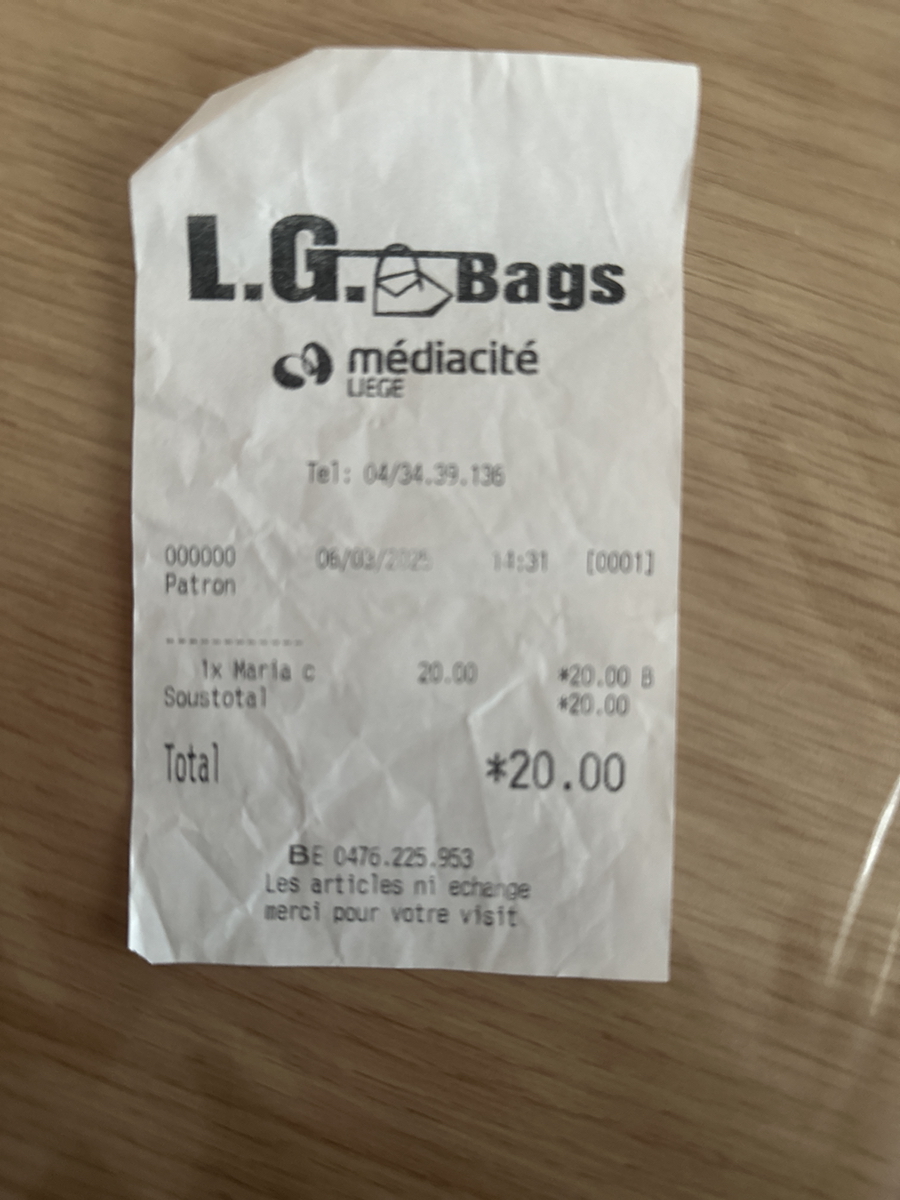 L.G. Bags
médiacité
LIEGE
Tel: 04/34.39.136
000000 06/03/2025 14:31 [0001]
Patron
------------
1x Maria c 20.00 *20.00 B
Soustotal *20.00
Total *20.00
BE 0476.225.953
Les articles ni echange
merci pour votre visit